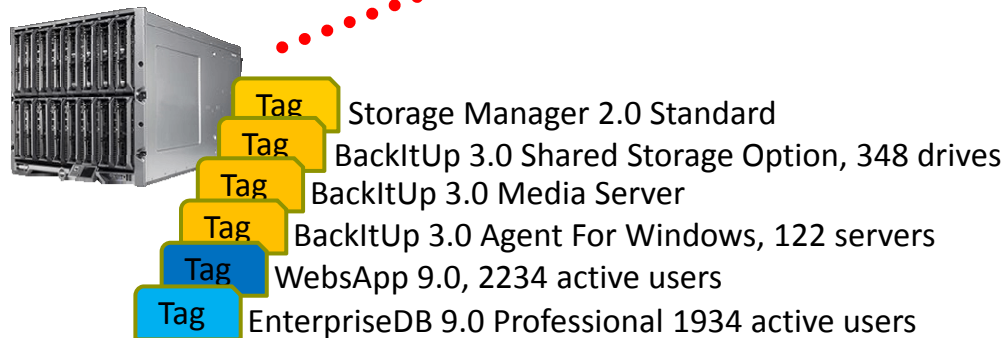 Tag Storage Manager 2.0 Standard
Tag BackItUp 3.0 Shared Storage Option, 348 drives
Tag BackItUp 3.0 Media Server
Tag BackItUp 3.0 Agent For Windows, 122 servers
Tag WebsApp 9.0, 2234 active users
Tag EnterpriseDB 9.0 Professional 1934 active users